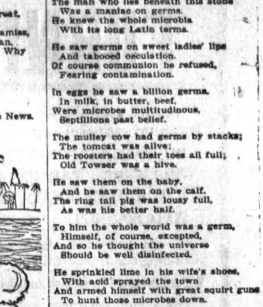 The man who lies beneath this stone
Was a maniac on germs.
He knew the whole microbia
With its long Latin terms.
He saw germs on sweet ladies' lips
And tabooed osculation.
Of course communion he refused,
Fearing contamination.
In eggs he saw a billion germs.
In milk, in butter, beef,
Were microbes multitudinous,
Septillions past belief.
The mulley cow had germs by stacks;
The tomcat was alive;
The roosters had their toes all full;
Old Towser was a hive.
He saw them on the baby,
And he saw them on the calf.
The ring tail pig was lousy full,
As was his better half.
To him the whole world was a germ,
Himself, of course, excepted,
And so he thought the universe
Should be well disinfected.
He sprinkled lime in his wife's shoes,
With acid sprayed the town
And armed himself with great squirt guns
To hunt those microbes down.
reat.
amiss,
an.
Why
News.